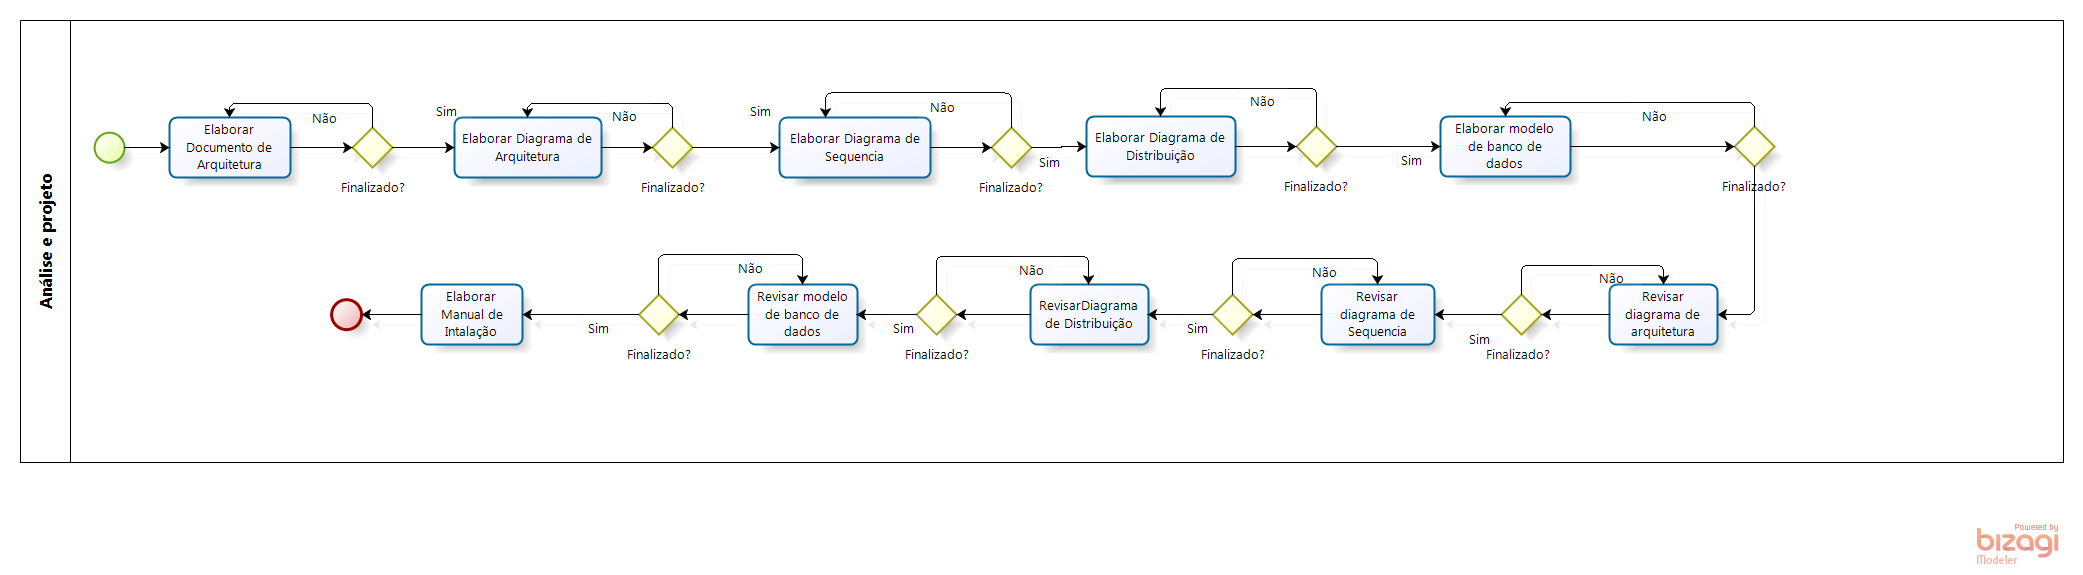 Análise e projeto
Elaborar
Documento de
Arquitetura
Não
Finalizado?
Sim
Elaborar Diagrama de
Arquitetura
Não
Finalizado?
Sim
Elaborar Diagrama de
Sequencia
Não
Finalizado?
Sim
Elaborar Diagrama de
Distribuição
Não
Finalizado?
Sim
Elaborar modelo
de banco de
dados
Não
Finalizado?
Revisar
diagrama de
arquitetura
Não
Finalizado?
Sim
Revisar
diagrama de
Sequencia
Não
Finalizado?
Sim
RevisarDiagrama
de Distribuição
Não
Finalizado?
Sim
Revisar modelo
de banco de
dados
Não
Finalizado?
Sim
Elaborar
Manual de
Intalação
Powered by
bizagi
Modeler